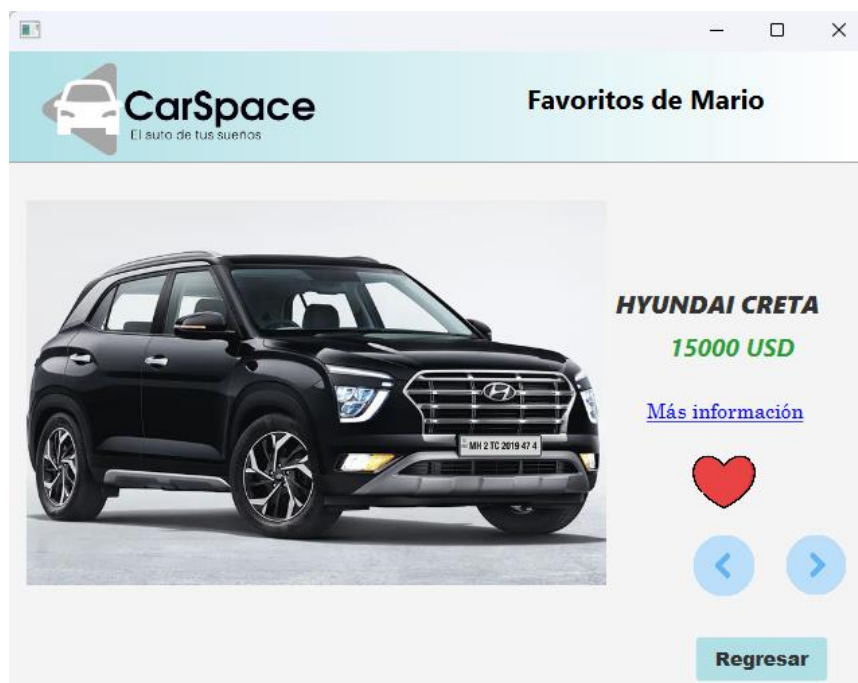 CarSpace
El auto de tus sueños
Favoritos de Mario
HYUNDAI CRETA
15000 USD
Más información
MH 2 TC 2019 47 4
Regresar